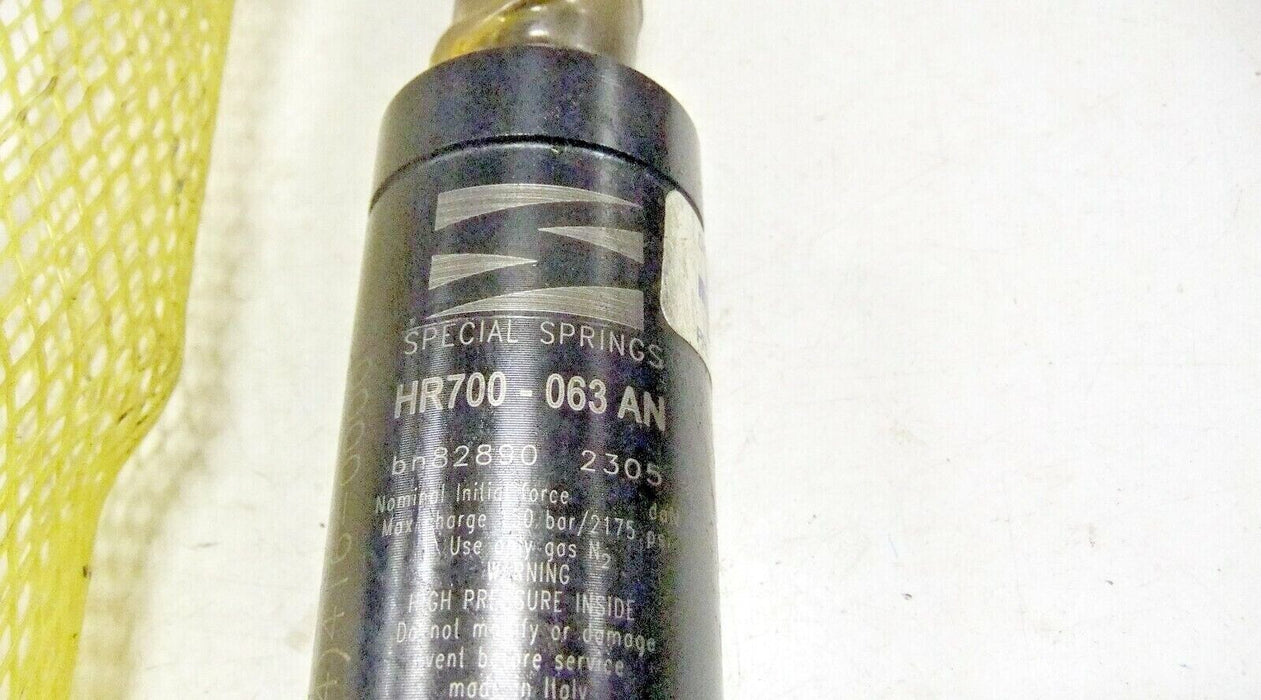 SPECIAL SPRINGS
HR700 - 063 AN
bn82890 2305
Nominal Initial force daN
Max charge 150 bar/2175 psi
Use only gas N2
WARNING
HIGH PRESSURE INSIDE
Do not modify or damage
vent before service
made in Italy